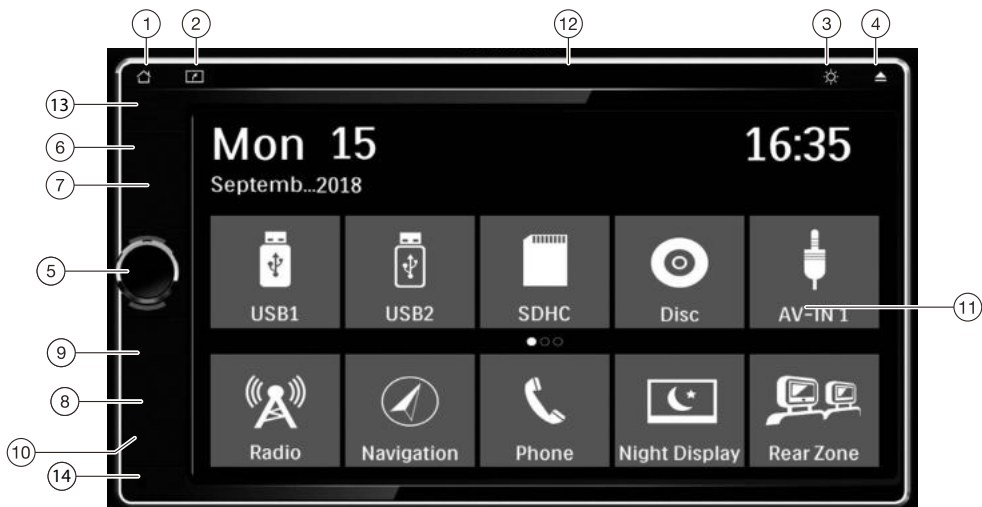 1 2 12 3 4
13
6
7
5
8
9
10
14
11
Mon 15 16:35
Septemb...2018
USB1 USB2 SDHC Disc AV-IN 1
Radio Navigation Phone Night Display Rear Zone